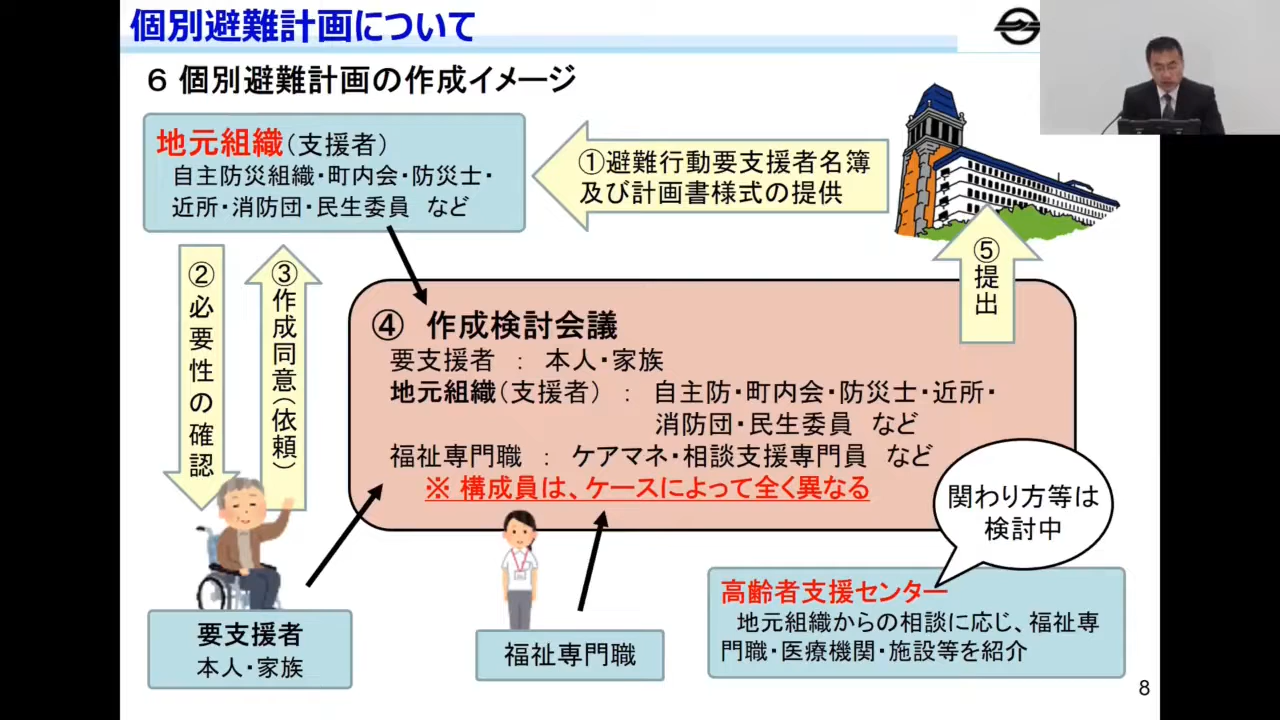 個別避難計画について
６ 個別避難計画の作成イメージ
地元組織（支援者）
自主防災組織・町内会・防災士・
近所・消防団・民生委員　など
①避難行動要支援者名簿
及び計画書様式の提供
②必要性の確認
③作成同意（依頼）
⑤提出
④　作成検討会議
要支援者　：　本人・家族
地元組織（支援者）　：　自主防・町内会・防災士・近所・
消防団・民生委員　など
福祉専門職　：　ケアマネ・相談支援専門員　など
※ 構成員は、ケースによって全く異なる
関わり方等は
検討中
要支援者
本人・家族
福祉専門職
高齢者支援センター
地元組織からの相談に応じ、福祉専
門職・医療機関・施設等を紹介
8